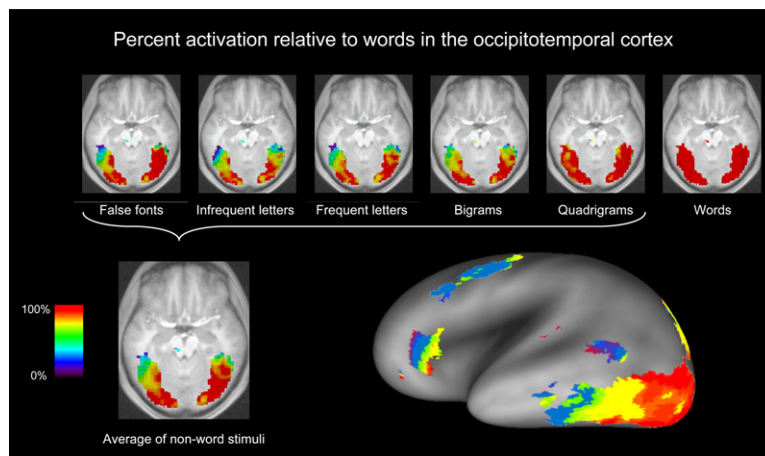 Percent activation relative to words in the occipitotemporal cortex
False fonts
Infrequent letters
Frequent letters
Bigrams
Quadrigrams
Words
100%
0%
Average of non-word stimuli